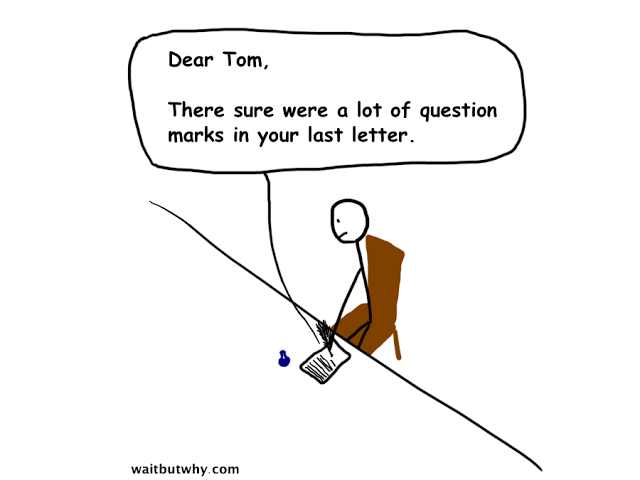 Dear Tom,
There sure were a lot of question
marks in your last letter.
waitbutwhy.com